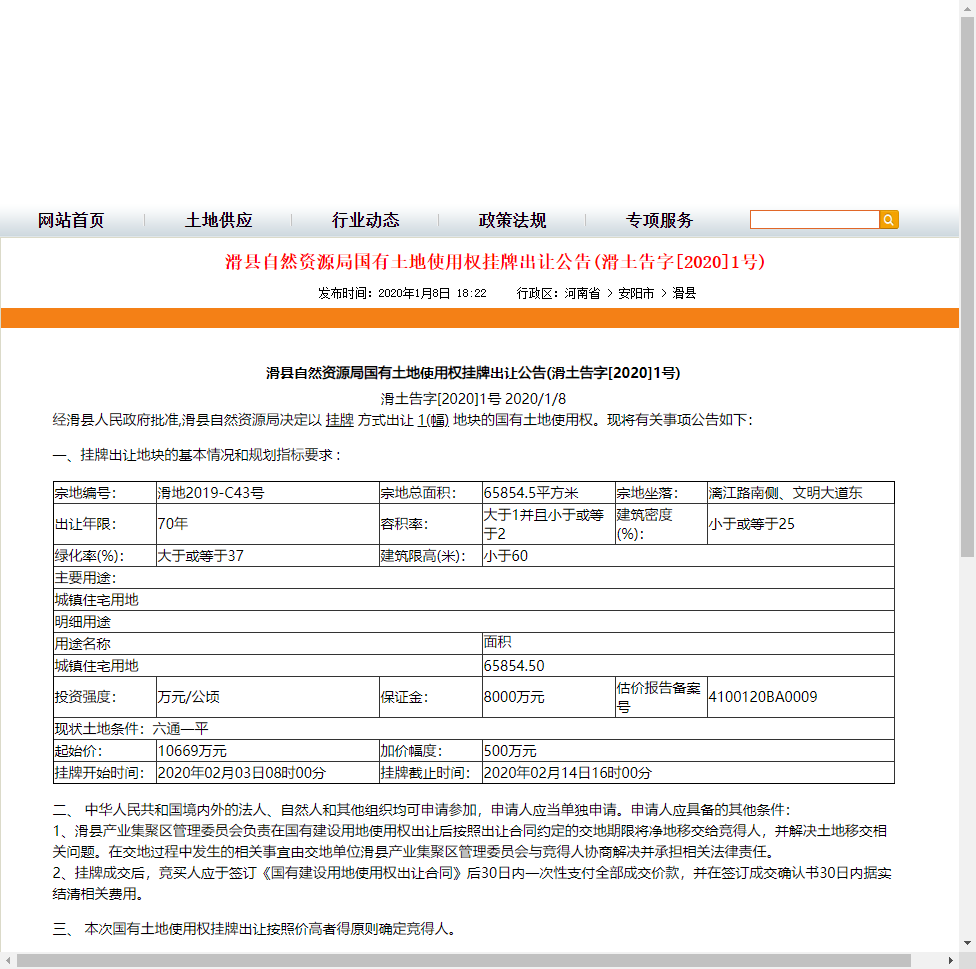 网站首页 土地供应 行业动态 政策法规 专项服务
滑县自然资源局国有土地使用权挂牌出让公告(滑土告字[2020]1号)
发布时间：2020年1月8日 18:22 行政区：河南省 > 安阳市 > 滑县
滑县自然资源局国有土地使用权挂牌出让公告(滑土告字[2020]1号)
滑土告字[2020]1号 2020/1/8
经滑县人民政府批准,滑县自然资源局决定以 挂牌 方式出让 1(幅) 地块的国有土地使用权。现将有关事项公告如下：
一、挂牌出让地块的基本情况和规划指标要求：
宗地编号： 滑地2019-C43号 宗地总面积： 65854.5平方米 宗地坐落： 漓江路南侧、文明大道东
出让年限： 70年 容积率： 大于1并且小于或等于2 建筑密度(%)： 小于或等于25
绿化率(%)： 大于或等于37 建筑限高(米)： 小于60
主要用途：
城镇住宅用地
明细用途
用途名称 面积
城镇住宅用地 65854.50
投资强度： 万元/公顷 保证金： 8000万元 估价报告备案号 4100120BA0009
现状土地条件：六通一平
起始价： 10669万元 加价幅度： 500万元
挂牌开始时间： 2020年02月03日08时00分 挂牌截止时间： 2020年02月14日16时00分
二、 中华人民共和国境内外的法人、自然人和其他组织均可申请参加，申请人应当单独申请。申请人应具备的其他条件：
1、滑县产业集聚区管理委员会负责在国有建设用地使用权出让后按照出让合同约定的交地期限将净地移交给竞得人，并解决土地移交相
关问题。在交地过程中发生的相关事宜由交地单位滑县产业集聚区管理委员会与竞得人协商解决并承担相关法律责任。
2、挂牌成交后，竞买人应于签订《国有建设用地使用权出让合同》后30日内一次性支付全部成交价款，并在签订成交确认书30日内据实
结清相关费用。
三、 本次国有土地使用权挂牌出让按照价高者得原则确定竞得人。